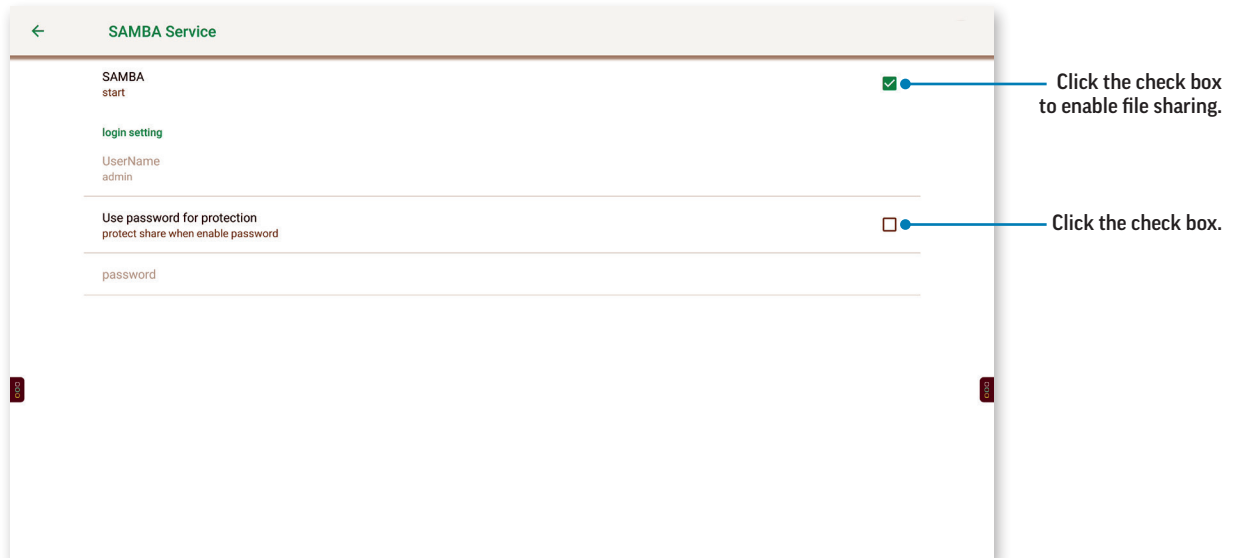 SAMBA Service
SAMBA
start
Click the check box
to enable file sharing.
login setting
UserName
admin
Use password for protection
protect share when enable password
Click the check box.
password